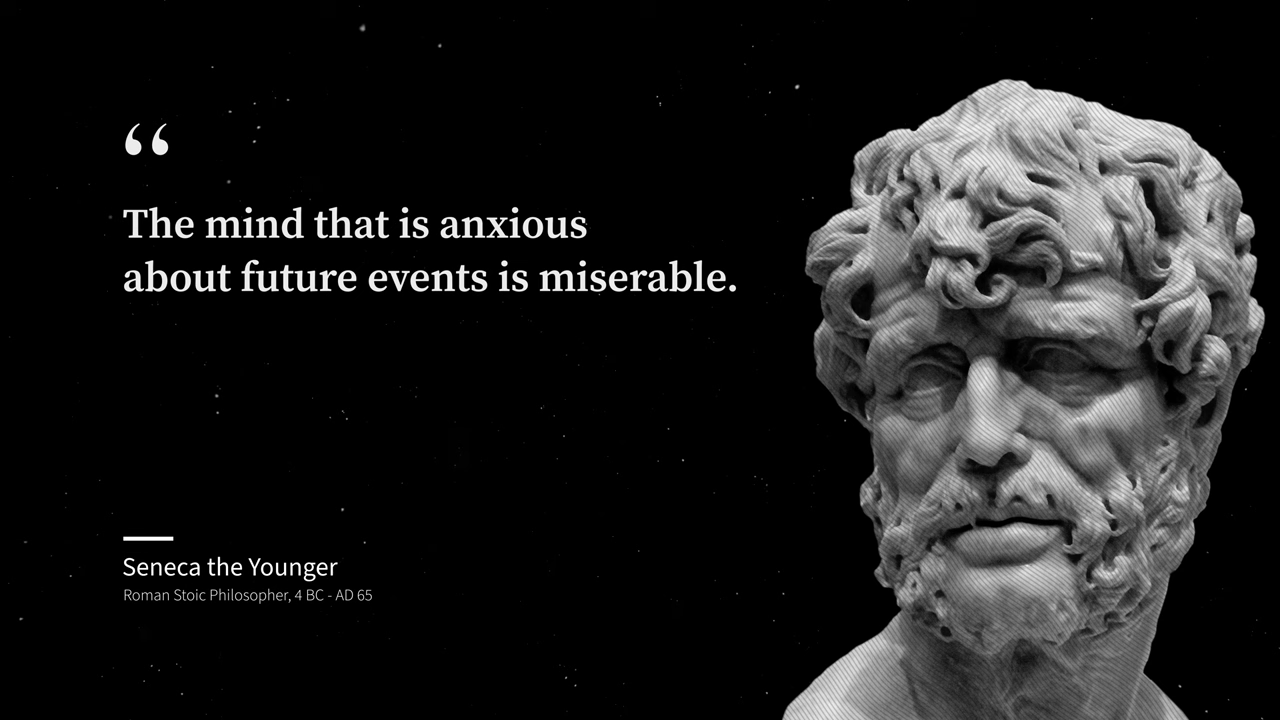 “
The mind that is anxious
about future events is miserable.
Seneca the Younger
Roman Stoic Philosopher, 4 BC - AD 65